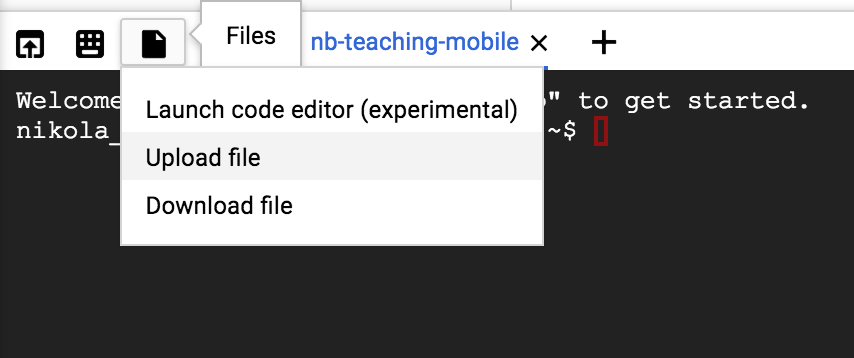 Files
nb-teaching-mobile
Welcome " to get started.
nikola_ ~$
Launch code editor (experimental)
Upload file
Download file